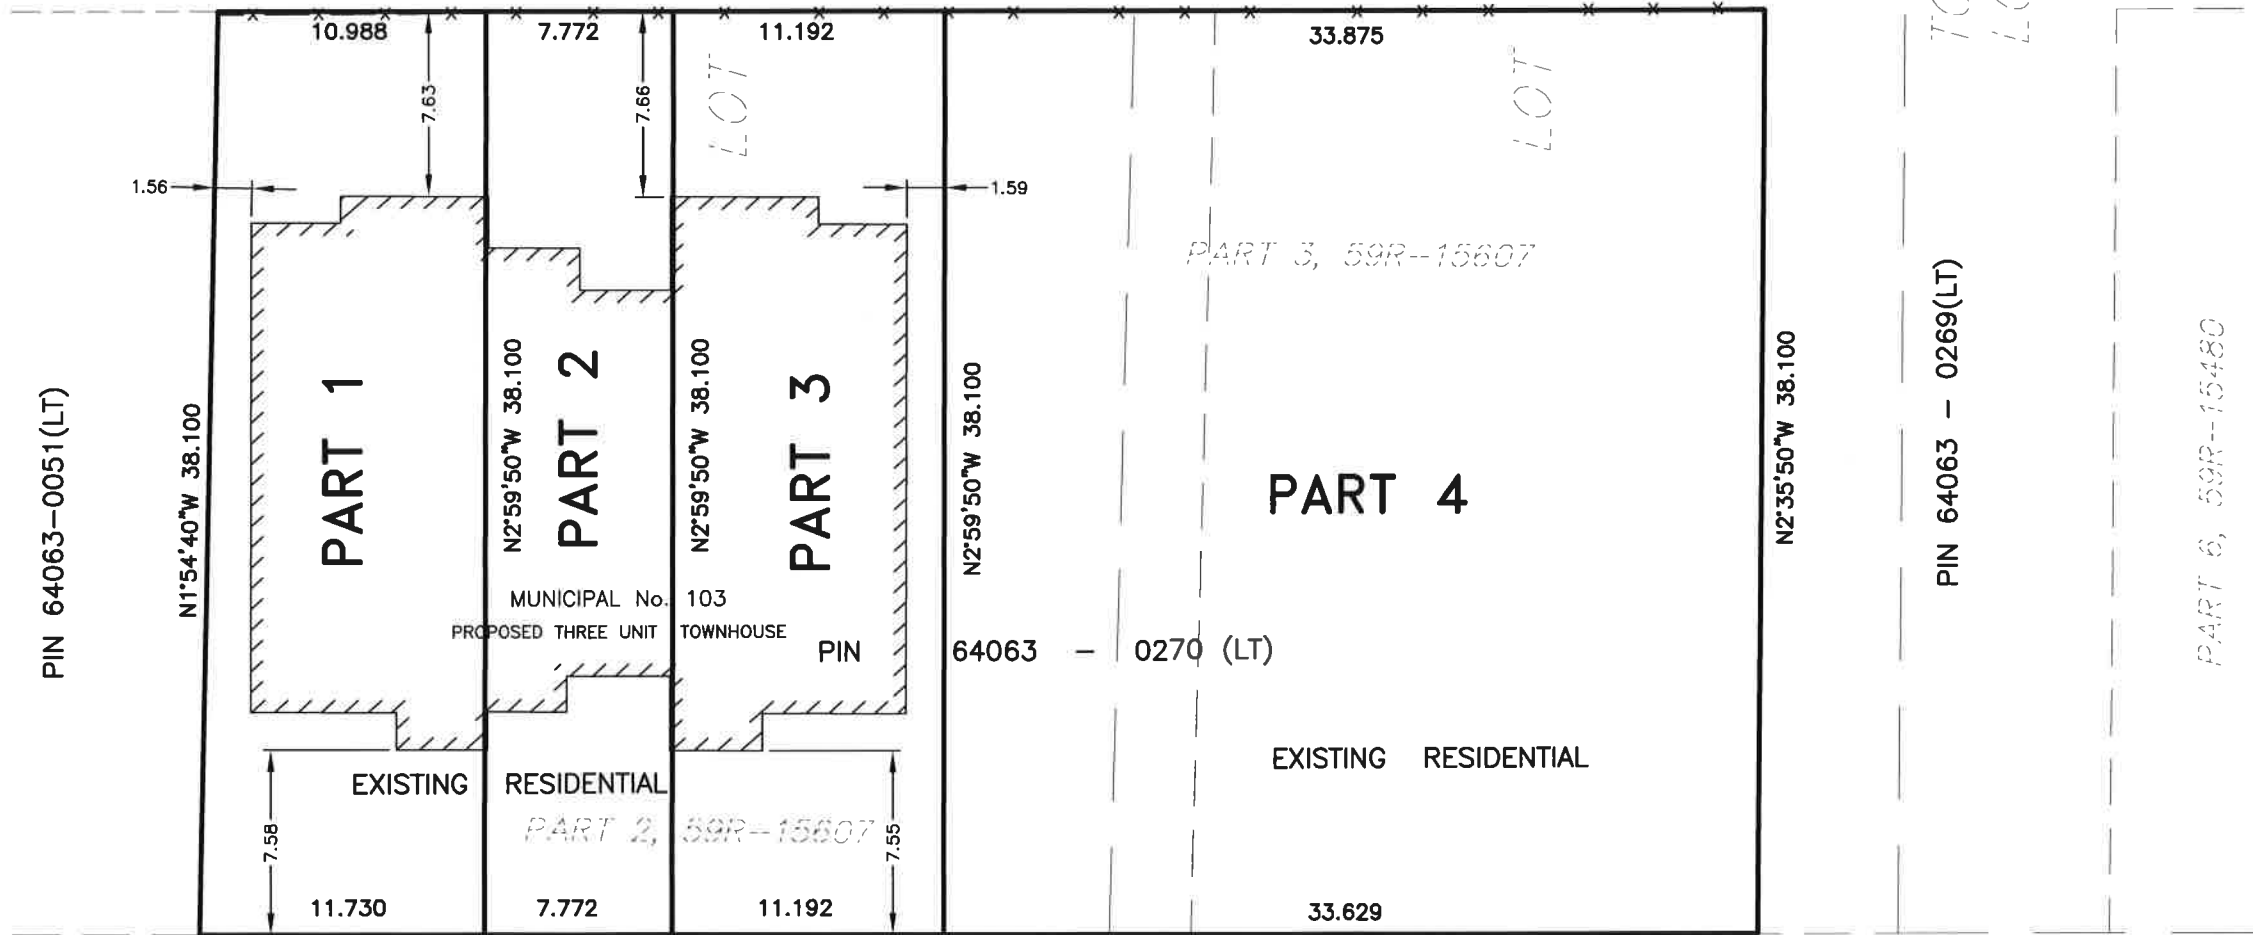 TO
LO
10.988
7.772
11.192
33.875
7.63
7.66
LOT
LOT
1.56
1.59
PART 3, 59R-15607
PIN 64063-0051(LT)
N1°54'40"W 38.100
PART 1
N2°59'50"W 38.100
PART 2
N2°59'50"W 38.100
PART 3
N2°59'50"W 38.100
PART 4
N2°35'50"W 38.100
PIN 64063 - 0269(LT)
PART 6, 59R-15480
MUNICIPAL No. 103
PROPOSED THREE UNIT TOWNHOUSE
PIN 64063 - 0270 (LT)
EXISTING RESIDENTIAL
EXISTING RESIDENTIAL
PART 2, 59R-15607
7.58
7.55
11.730
7.772
11.192
33.629